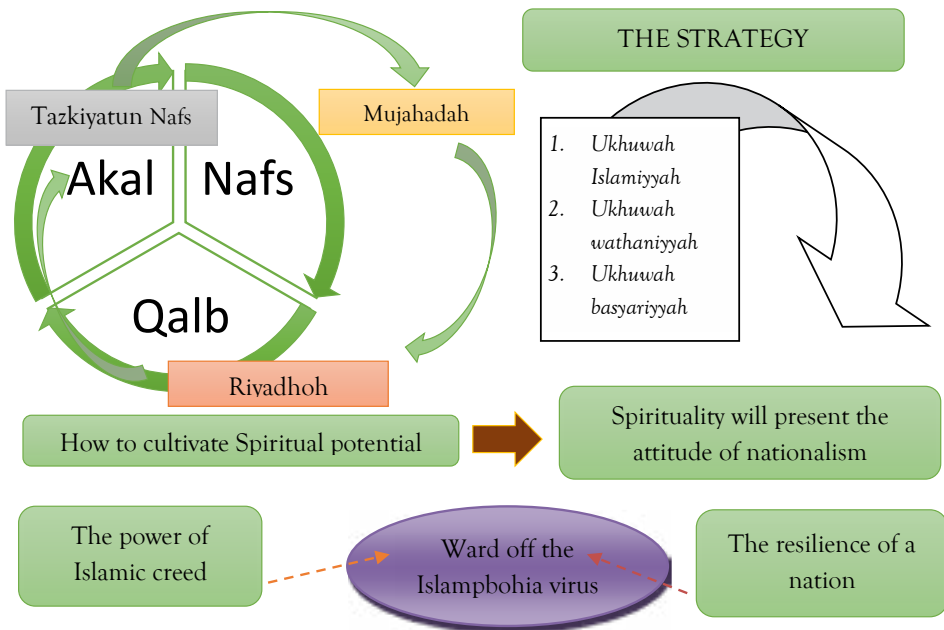 THE STRATEGY
Tazkiyatun Nafs
Mujahadah
Akal
Nafs
Qalb
Riyadhoh
1. Ukhuwah
Islamiyyah
2. Ukhuwah
wathaniyyah
3. Ukhuwah
basyariyyah
How to cultivate Spiritual potential
Spirituality will present the
attitude of nationalism
The power of
Islamic creed
Ward off the
Islampbohia virus
The resilience of a
nation